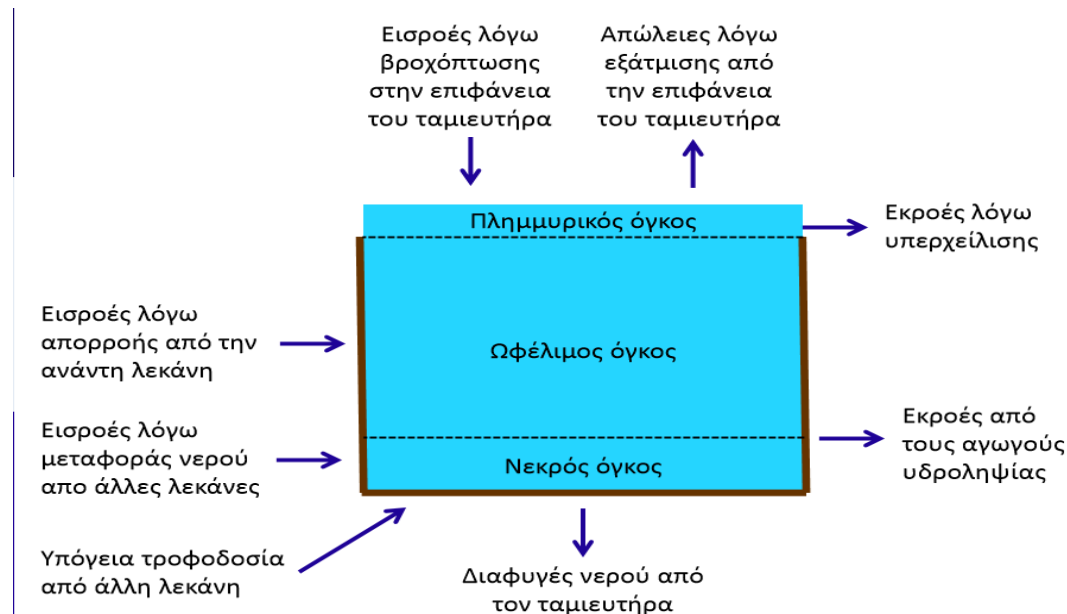 Εισροές λόγω
βροχόπτωσης
στην επιφάνεια
του ταμιευτήρα
Απώλειες λόγω
εξάτμισης από
την επιφάνεια
του ταμιευτήρα
Πλημμυρικός όγκος
Εκροές λόγω
υπερχείλισης
Εισροές λόγω
απορροής από την
ανάντη λεκάνη
Ωφέλιμος όγκος
Εισροές λόγω
μεταφοράς νερού
απο άλλες λεκάνες
Εκροές από
τους αγωγούς
υδροληψίας
Νεκρός όγκος
Υπόγεια τροφοδοσία
από άλλη λεκάνη
Διαφυγές νερού από
τον ταμιευτήρα